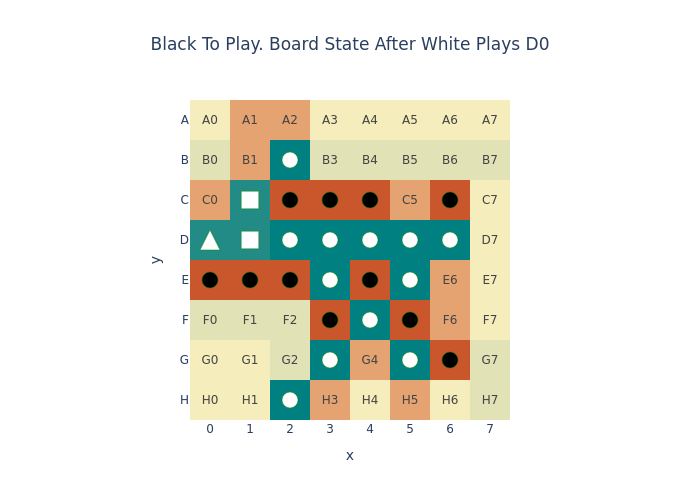 Black To Play. Board State After White Plays D0
A A0 A1 A2 A3 A4 A5 A6 A7
B B0 B1 B3 B4 B5 B6 B7
C C0 C5 C7
D D7
y
E E6 E7
F F0 F1 F2 F6 F7
G G0 G1 G2 G4 G7
H H0 H1 H3 H4 H5 H6 H7
0 1 2 3 4 5 6 7
x